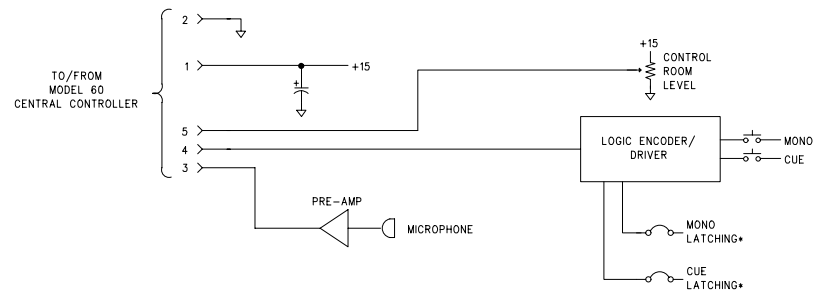 2
1
+15
+
TO/FROM
MODEL 60
CENTRAL CONTROLLER
5
4
3
+15
CONTROL
ROOM
LEVEL
LOGIC ENCODER/
DRIVER
MONO
CUE
PRE-AMP
MICROPHONE
MONO
LATCHING*
CUE
LATCHING*